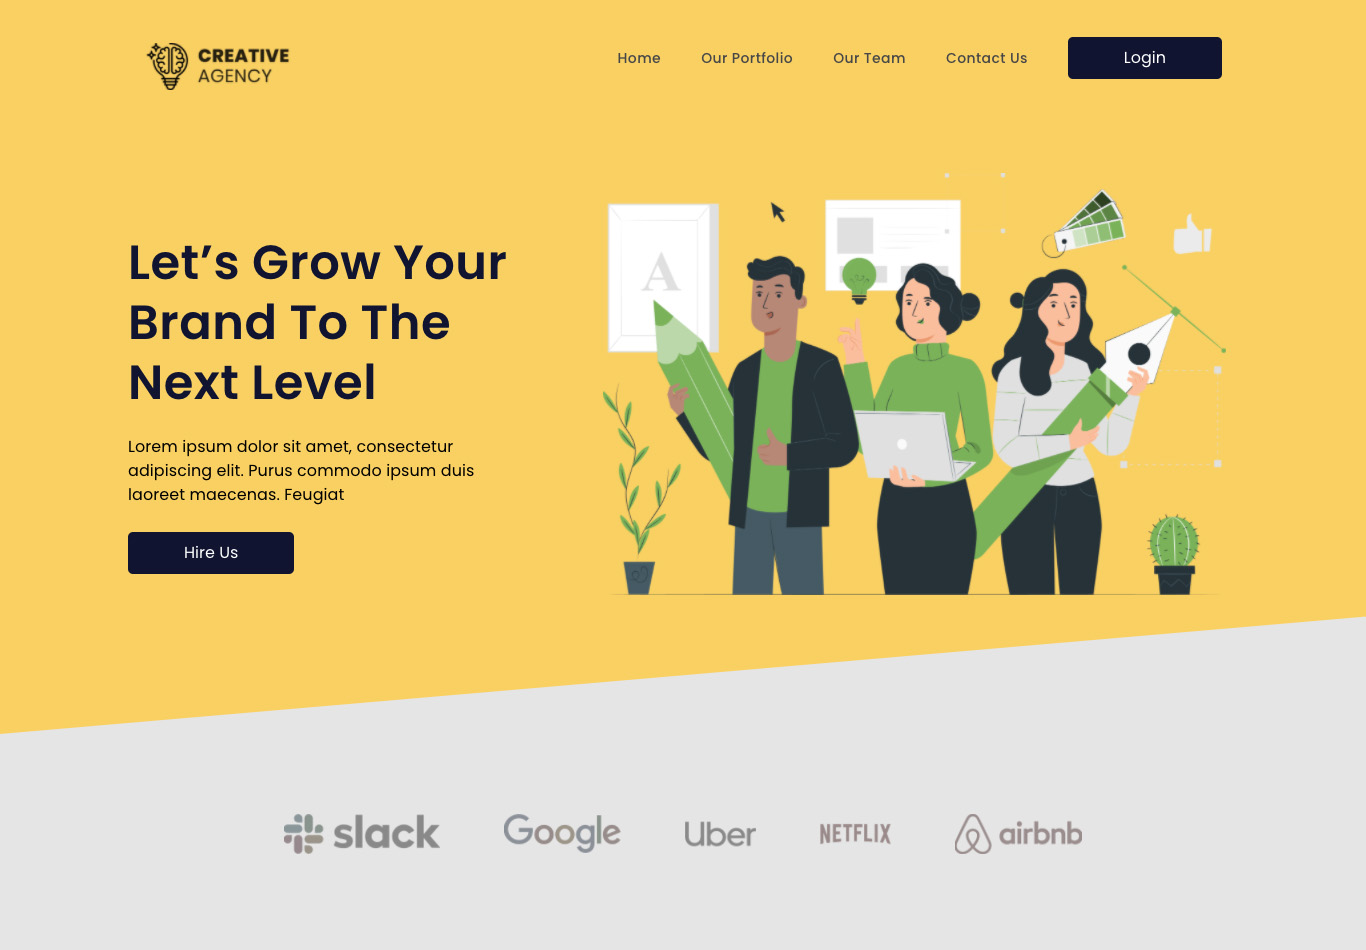 CREATIVE
AGENCY
Home
Our Portfolio
Our Team
Contact Us
Login
A
Let’s Grow Your
Brand To The
Next Level
Lorem ipsum dolor sit amet, consectetur
adipiscing elit. Purus commodo ipsum duis
laoreet maecenas. Feugiat
Hire Us
slack
Google
Uber
NETFLIX
airbnb